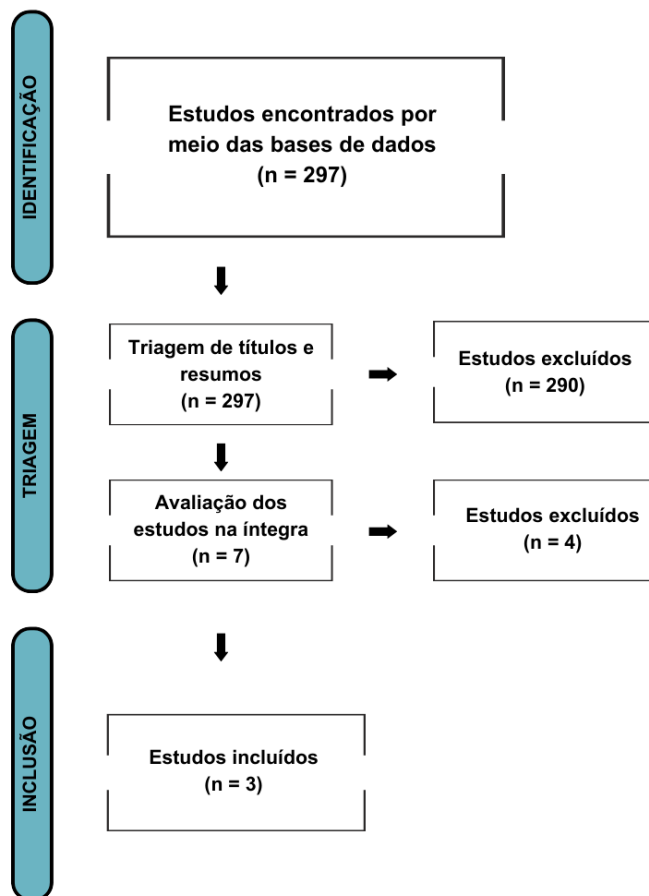 IDENTIFICAÇÃO
Estudos encontrados por
meio das bases de dados
(n = 297)
TRIAGEM
Triagem de títulos e
resumos
(n = 297)
Estudos excluídos
(n = 290)
Avaliação dos
estudos na íntegra
(n = 7)
Estudos excluídos
(n = 4)
INCLUSÃO
Estudos incluídos
(n = 3)